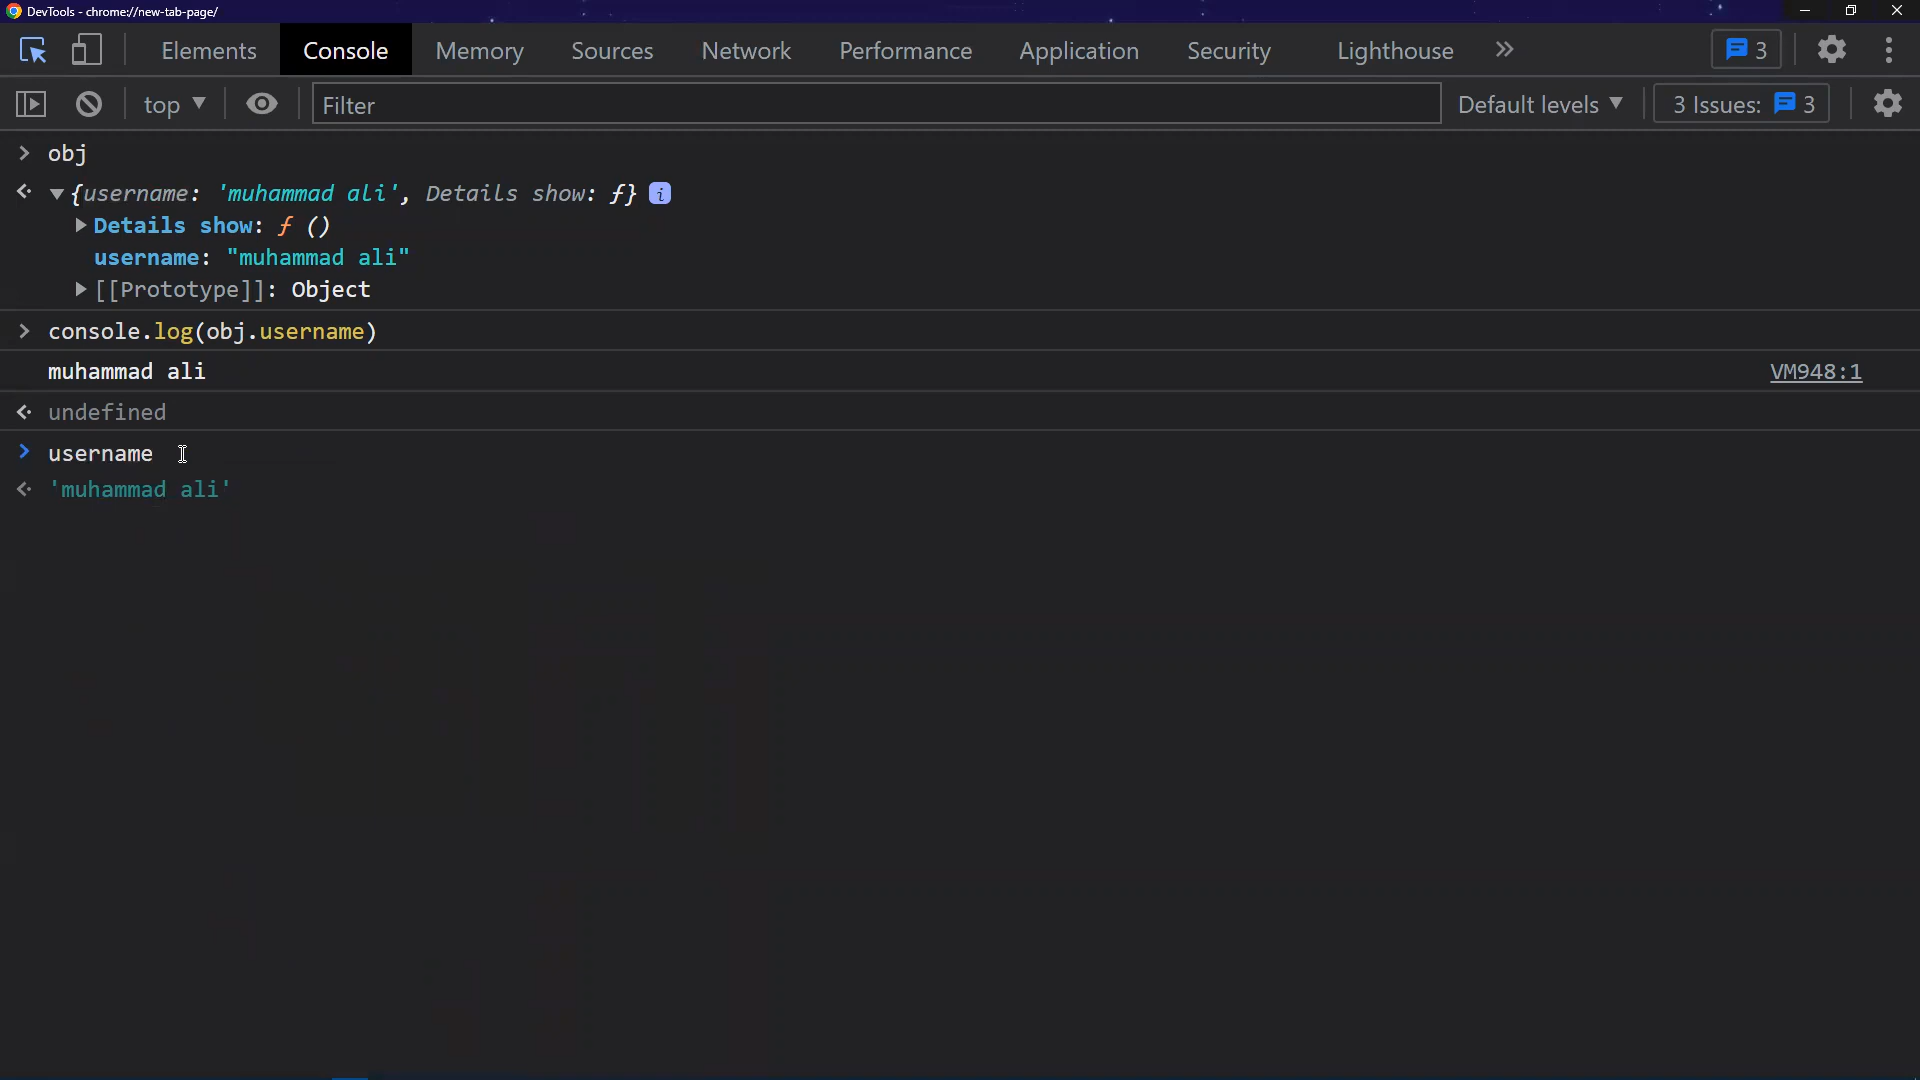 DevTools - chrome://new-tab-page/
Elements Console Memory Sources Network Performance Application Security Lighthouse » 3
top ▼ Filter Default levels ▼ 3 Issues: 3
> obj
{username: 'muhammad ali', Details show: ƒ} i
Details show: ƒ ()
username: "muhammad ali"
[[Prototype]]: Object
> console.log(obj.username)
muhammad ali VM948:1
undefined
> username
'muhammad ali'